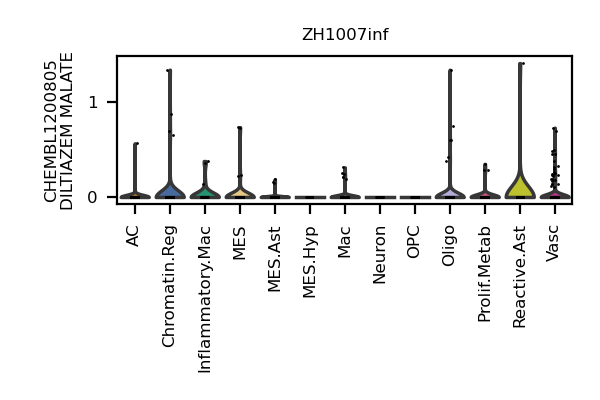 ZH1007inf
CHEMBL1200805
DILTIAZEM MALATE
1
0
AC
Chromatin.Reg
Inflammatory.Mac
MES
MES.Ast
MES.Hyp
Mac
Neuron
OPC
Oligo
Prolif.Metab
Reactive.Ast
Vasc